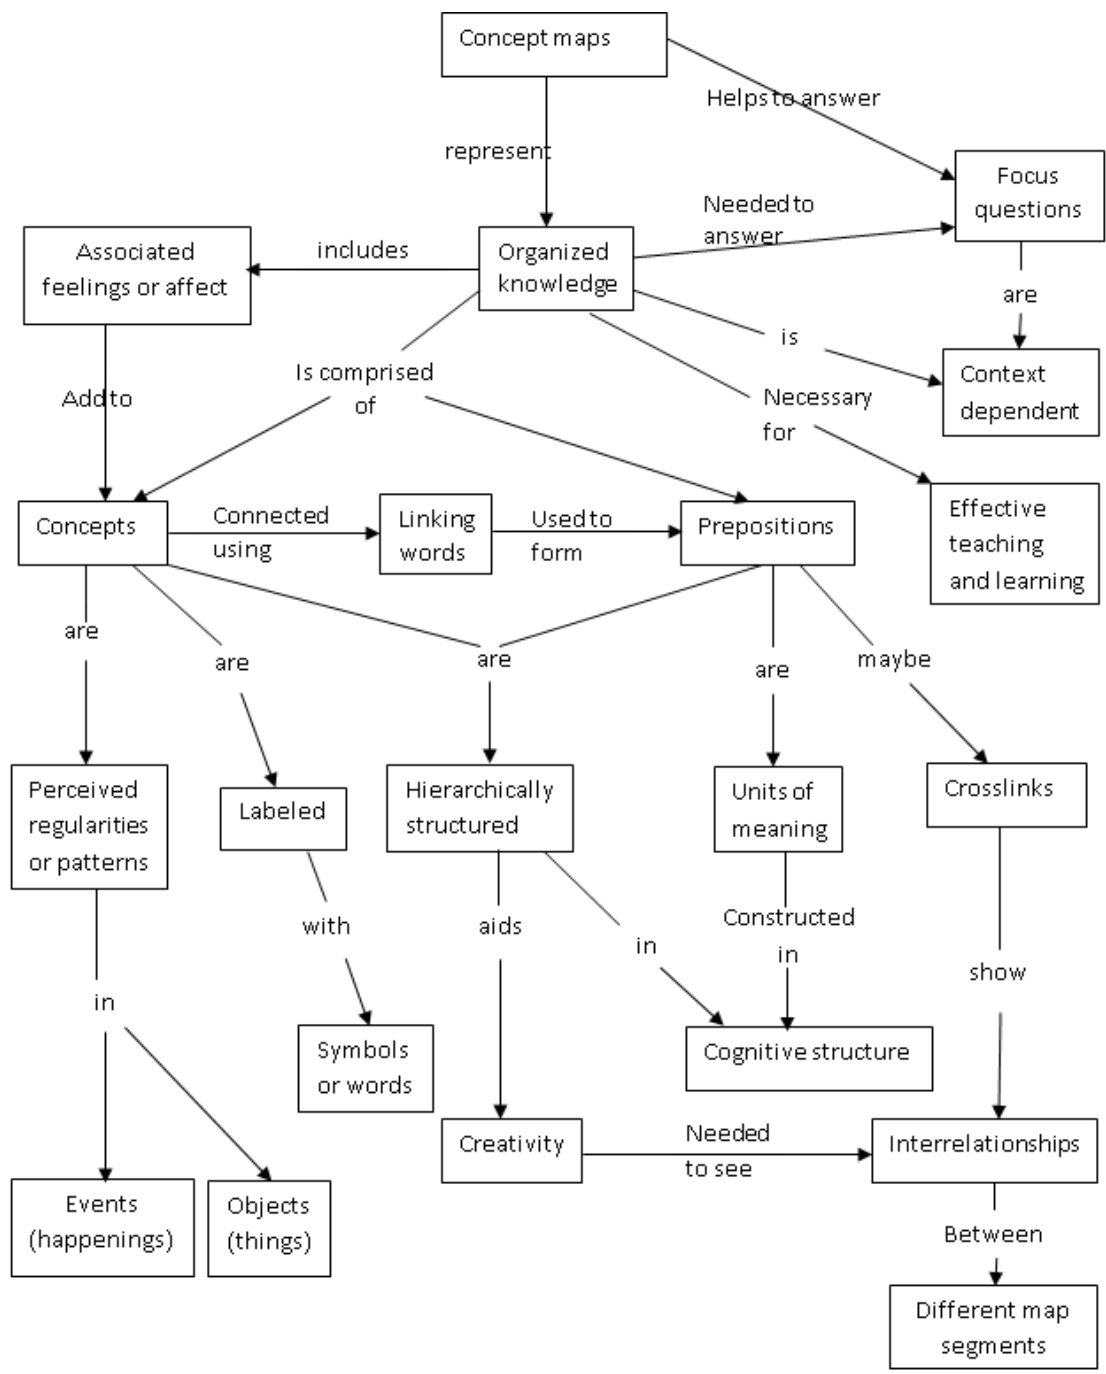 Concept maps
Helps to answer
represent
Focus
questions
Needed to
answer
Associated
feelings or affect
includes
Organized
knowledge
are
is
Context
dependent
Add to
Is comprised
of
Necessary
for
Effective
teaching
and learning
Concepts
Connected
using
Linking
words
Used to
form
Prepositions
are
are
are
are
maybe
Perceived
regularities
or patterns
Labeled
Hierarchically
structured
Units of
meaning
Crosslinks
with
aids
in
Constructed
in
show
in
Symbols
or words
Cognitive structure
Creativity
Needed
to see
Interrelationships
Events
(happenings)
Objects
(things)
Between
Different map
segments